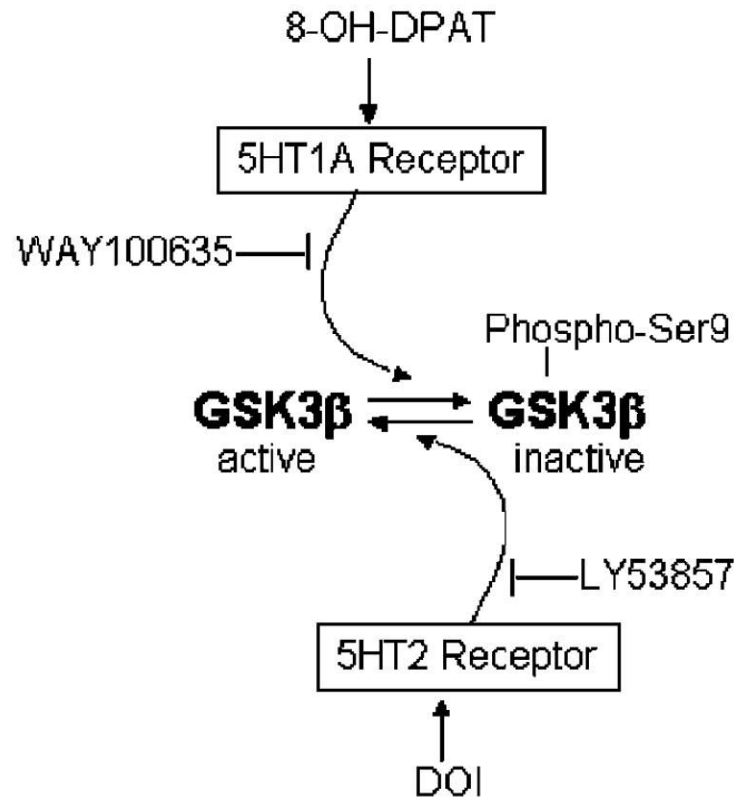 8-OH-DPAT
5HT1A Receptor
WAY100635
Phospho-Ser9
GSK3β GSK3β
active inactive
LY53857
5HT2 Receptor
DOI